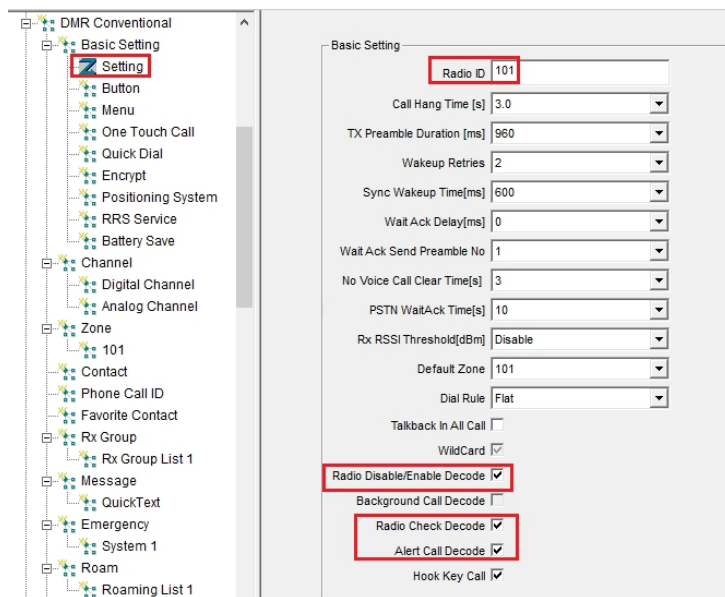 DMR Conventional
Basic Setting
Setting
Button
Menu
One Touch Call
Quick Dial
Encrypt
Positioning System
RRS Service
Battery Save
Channel
Digital Channel
Analog Channel
Zone
101
Contact
Phone Call ID
Favorite Contact
Rx Group
Rx Group List 1
Message
QuickText
Emergency
System 1
Roam
Roaming List 1
Basic Setting
Radio ID 101
Call Hang Time [s] 3.0
TX Preamble Duration [ms] 960
Wakeup Retries 2
Sync Wakeup Time[ms] 600
Wait Ack Delay[ms] 0
Wait Ack Send Preamble No 1
No Voice Call Clear Time[s] 3
PSTN WaitAck Time[s] 10
Rx RSSI Threshold[dBm] Disable
Default Zone 101
Dial Rule Flat
Talkback In All Call
WildCard
Radio Disable/Enable Decode
Background Call Decode
Radio Check Decode
Alert Call Decode
Hook Key Call